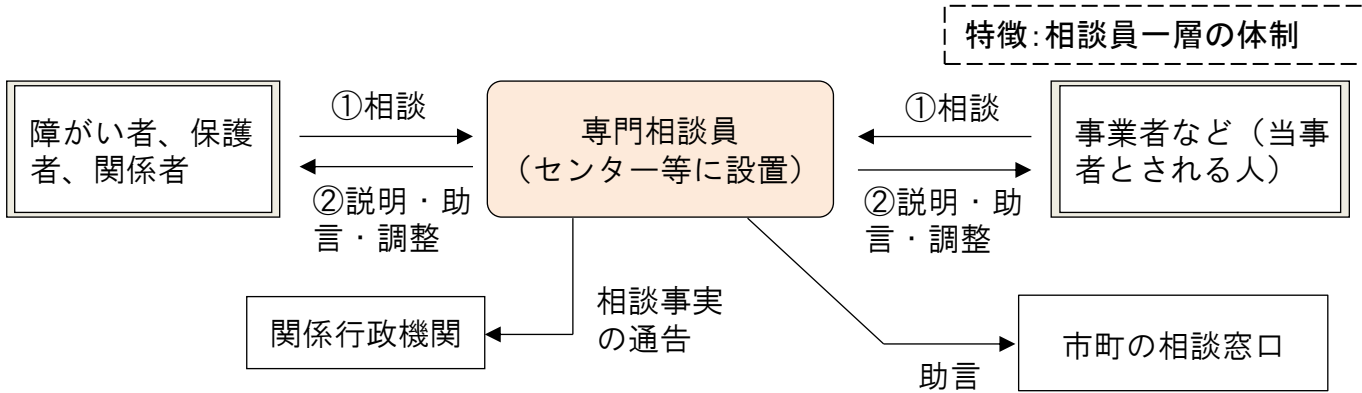 特徴:相談員一層の体制
障がい者、保護
者、関係者
①相談
②説明・助
言・調整
専門相談員
（センター等に設置）
①相談
②説明・助
言・調整
事業者など（当事
者とされる人）
関係行政機関
相談事実
の通告
助言
市町の相談窓口